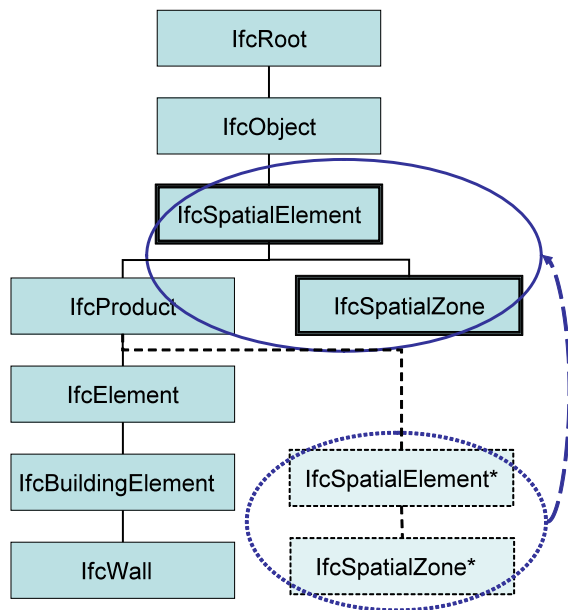 IfcRoot
IfcObject
IfcSpatialElement
IfcProduct
IfcSpatialZone
IfcElement
IfcBuildingElement
IfcSpatialElement*
IfcWall
IfcSpatialZone*